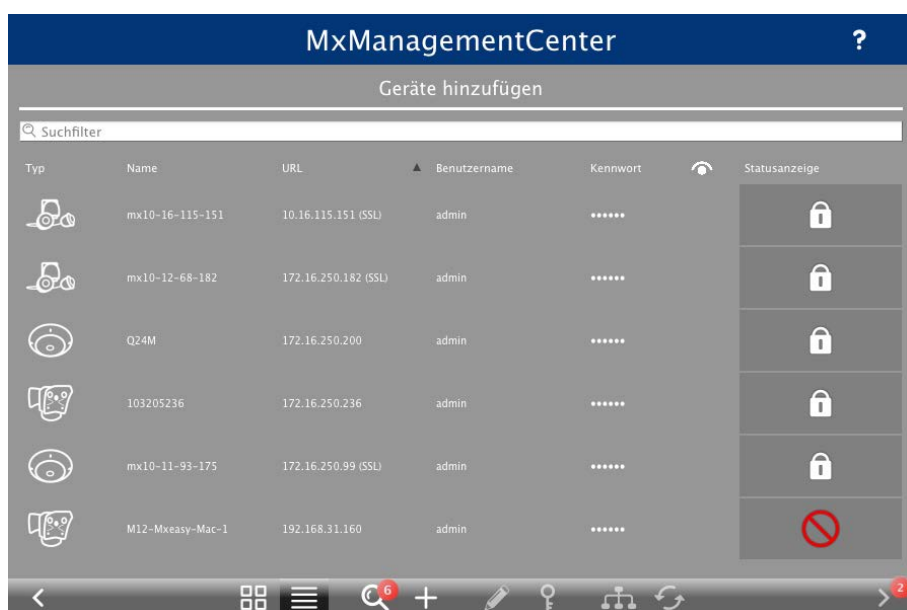 MxManagementCenter ?
Geräte hinzufügen
Suchfilter
Typ Name URL Benutzername Kennwort Statusanzeige
mx10-16-115-151 10.16.115.151 (SSL) admin ••••••
mx10-12-68-182 172.16.250.182 (SSL) admin ••••••
Q24M 172.16.250.200 admin ••••••
103205236 172.16.250.236 admin ••••••
mx10-11-93-175 172.16.250.99 (SSL) admin ••••••
M12-Mxeasy-Mac-1 192.168.31.160 admin ••••••
6 2